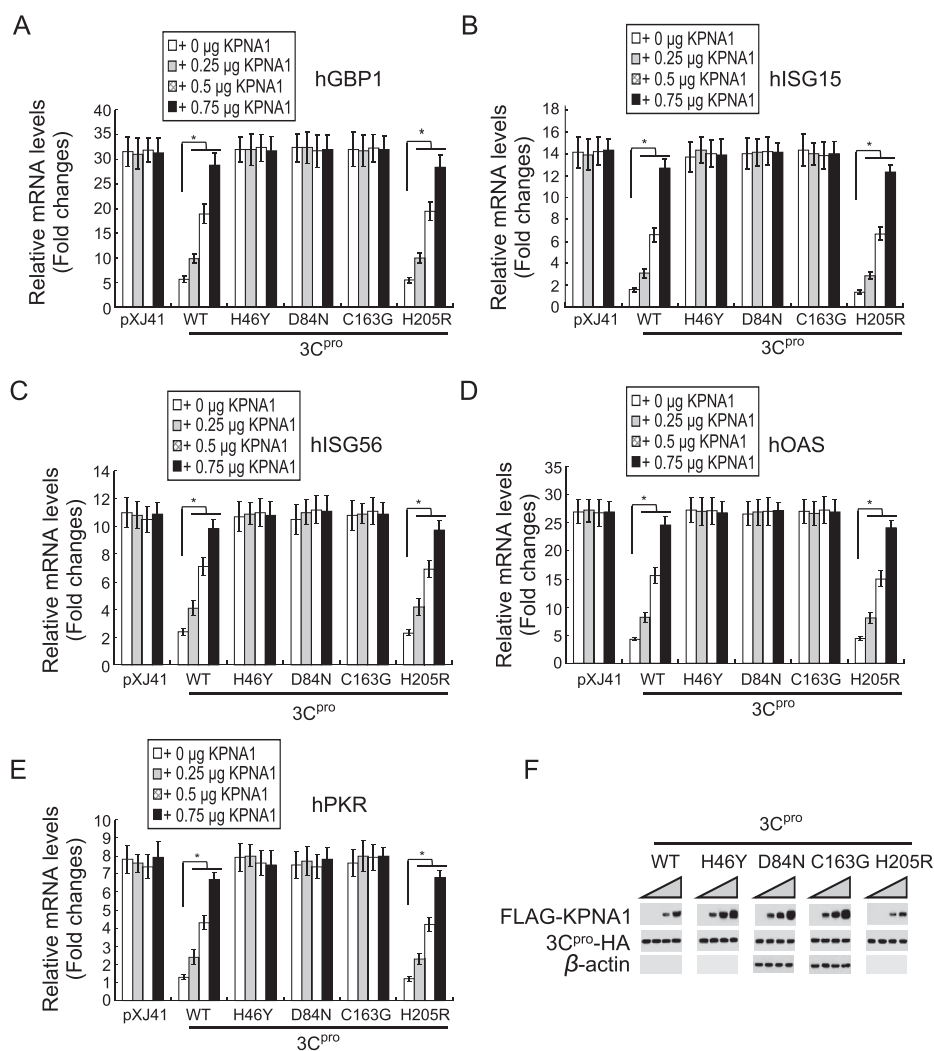 A
+ 0 µg KPNA1
+ 0.25 µg KPNA1
+ 0.5 µg KPNA1
+ 0.75 µg KPNA1
hGBP1
Relative mRNA levels
(Fold changes)
40
35
30
25
20
15
10
5
0
* *
pXJ41 WT H46Y D84N C163G H205R
3Cpro
B
+ 0 µg KPNA1
+ 0.25 µg KPNA1
+ 0.5 µg KPNA1
+ 0.75 µg KPNA1
hISG15
Relative mRNA levels
(Fold changes)
18
16
14
12
10
8
6
4
2
0
* *
pXJ41 WT H46Y D84N C163G H205R
3Cpro
C
+ 0 µg KPNA1
+ 0.25 µg KPNA1
+ 0.5 µg KPNA1
+ 0.75 µg KPNA1
hISG56
Relative mRNA levels
(Fold changes)
14
12
10
8
6
4
2
0
* *
pXJ41 WT H46Y D84N C163G H205R
3Cpro
D
+ 0 µg KPNA1
+ 0.25 µg KPNA1
+ 0.5 µg KPNA1
+ 0.75 µg KPNA1
hOAS
Relative mRNA levels
(Fold changes)
35
30
25
20
15
10
5
0
* *
pXJ41 WT H46Y D84N C163G H205R
3Cpro
E
+ 0 µg KPNA1
+ 0.25 µg KPNA1
+ 0.5 µg KPNA1
+ 0.75 µg KPNA1
hPKR
Relative mRNA levels
(Fold changes)
10
9
8
7
6
5
4
3
2
1
0
* *
pXJ41 WT H46Y D84N C163G H205R
3Cpro
F
3Cpro
WT H46Y D84N C163G H205R
FLAG-KPNA1
3Cpro-HA
β-actin